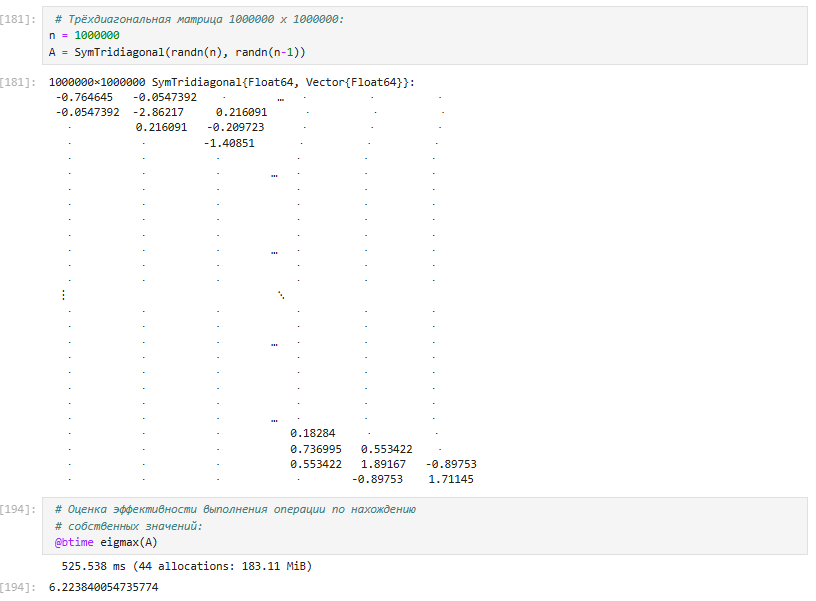 [181]: # Трёхдиагональная матрица 1000000 x 1000000:
n = 1000000
A = SymTridiagonal(randn(n), randn(n-1))
[181]: 1000000×1000000 SymTridiagonal{Float64, Vector{Float64}}:
-0.764645 -0.0547392 ⋅ … ⋅ ⋅ ⋅
-0.0547392 -2.86217 0.216091 ⋅ ⋅ ⋅
⋅ 0.216091 -0.209723 ⋅ ⋅ ⋅
⋅ ⋅ -1.40851 ⋅ ⋅ ⋅
⋅ ⋅ ⋅ ⋅ ⋅ ⋅
⋅ ⋅ ⋅ … ⋅ ⋅ ⋅
⋅ ⋅ ⋅ ⋅ ⋅ ⋅
⋅ ⋅ ⋅ ⋅ ⋅ ⋅
⋅ ⋅ ⋅ ⋅ ⋅ ⋅
⋅ ⋅ ⋅ ⋅ ⋅ ⋅
⋅ ⋅ ⋅ … ⋅ ⋅ ⋅
⋅ ⋅ ⋅ ⋅ ⋅ ⋅
⋅ ⋅ ⋅ ⋅ ⋅ ⋅
⋮ ⋱
⋅ ⋅ ⋅ ⋅ ⋅ ⋅
⋅ ⋅ ⋅ ⋅ ⋅ ⋅
⋅ ⋅ ⋅ … ⋅ ⋅ ⋅
⋅ ⋅ ⋅ ⋅ ⋅ ⋅
⋅ ⋅ ⋅ ⋅ ⋅ ⋅
⋅ ⋅ ⋅ ⋅ ⋅ ⋅
⋅ ⋅ ⋅ ⋅ ⋅ ⋅
⋅ ⋅ ⋅ … ⋅ ⋅ ⋅
⋅ ⋅ ⋅ 0.18284 ⋅ ⋅
⋅ ⋅ ⋅ 0.736995 0.553422 ⋅
⋅ ⋅ ⋅ 0.553422 1.89167 -0.89753
⋅ ⋅ ⋅ ⋅ -0.89753 1.71145
[194]: # Оценка эффективности выполнения операции по нахождению
# собственных значений:
@btime eigmax(A)
525.538 ms (44 allocations: 183.11 MiB)
[194]: 6.223840054735774